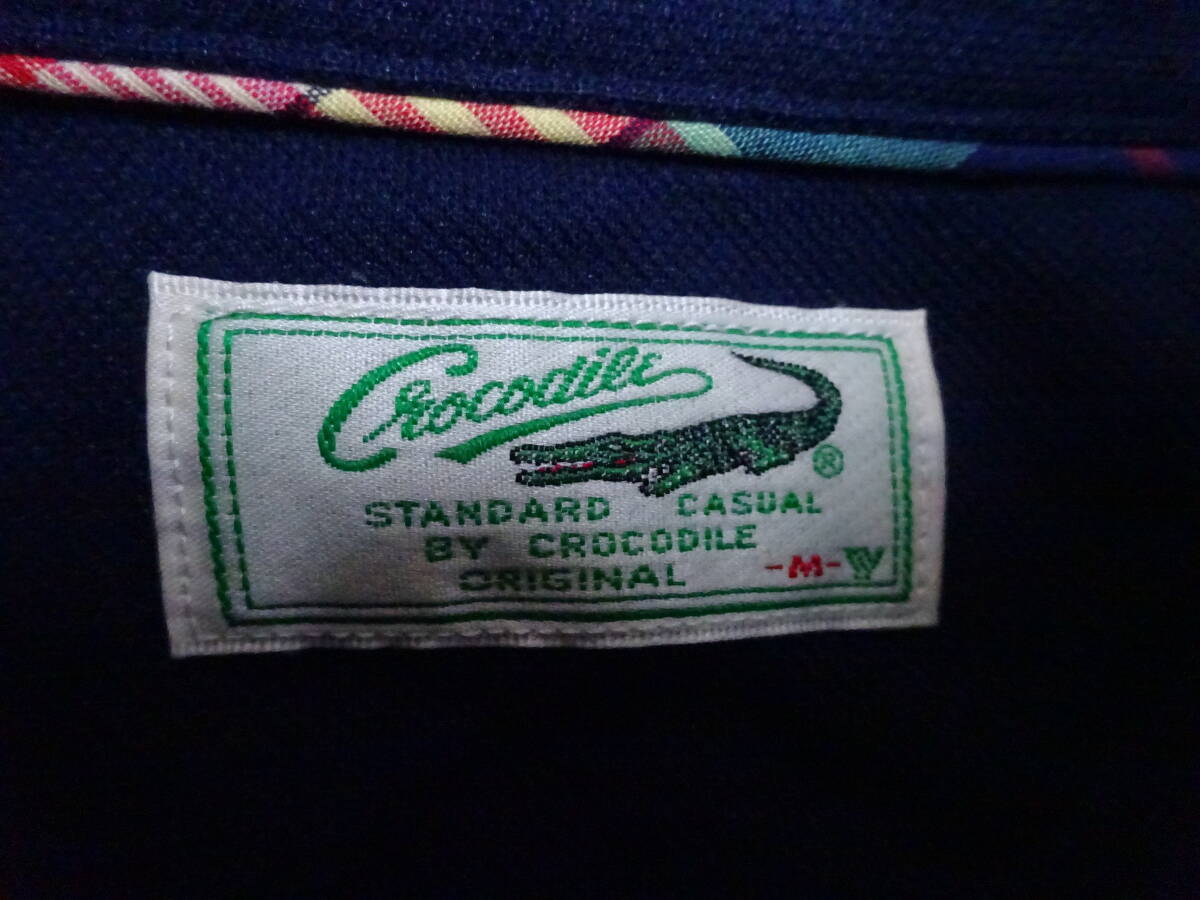 Crocodile
®
STANDARD CASUAL
BY CROCODILE
ORIGINAL
-M-